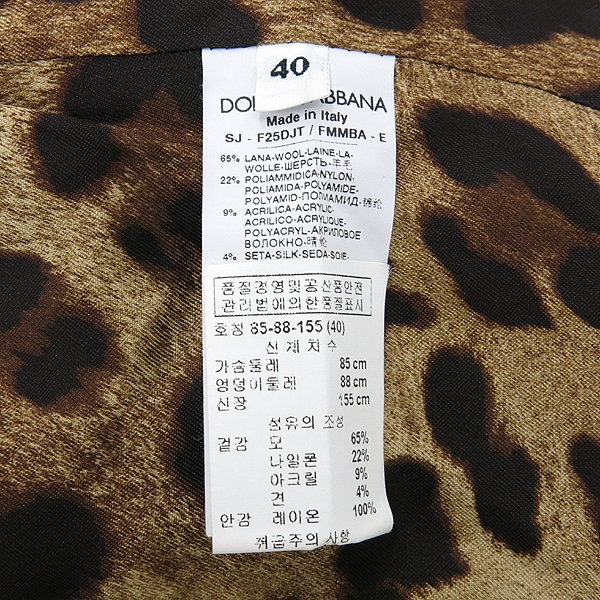 40
DOL ABBANA
Made in Italy
SJ - F25DJT / FMMBA - E
65% LANA-WOOL-LAINE-LA-
WOLLE-ШЕРСТЬ-羊毛
22% POLIAMMIDICA-NYLON-
POLIAMIDA-POLYAMIDE-
POLYAMID-ПОЛИАМИД-锦纶
9% ACRILICA-ACRYLIC-
ACRILICO-ACRYLIQUE-
POLYACRYL-АКРИЛОВОЕ
ВОЛОКНО-腈纶
4% SETA-SILK-SEDA-SOIE-
품질경영및공산품안전
관리법에의한품질표시
호칭 85-88-155 (40)
신체치수
가슴둘레 85 cm
엉덩이둘레 88 cm
신장 155 cm
섬유의 조성
겉감 모 65%
나일론 22%
아크릴 9%
견 4%
안감 레이온 100%
취급주의 사항